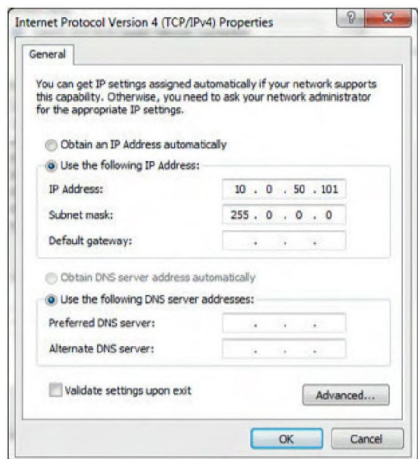 Internet Protocol Version 4 (TCP/IPv4) Properties
General
You can get IP settings assigned automatically if your network supports
this capability. Otherwise, you need to ask your network administrator
for the appropriate IP settings.
Obtain an IP Address automatically
Use the following IP Address:
IP Address: 10 . 0 . 50 . 101
Subnet mask: 255 . 0 . 0 . 0
Default gateway: . . .
Obtain DNS server address automatically
Use the following DNS server addresses:
Preferred DNS server: . . .
Alternate DNS server: . . .
Validate settings upon exit
Advanced...
OK Cancel